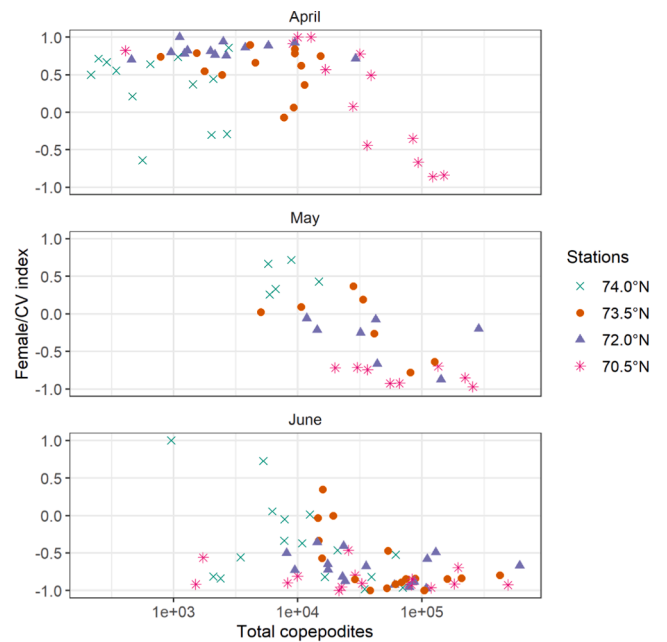 April
1.0
0.5
0.0
-0.5
-1.0
May
1.0
0.5
0.0
-0.5
-1.0
June
1.0
0.5
0.0
-0.5
-1.0
1e+03 1e+04 1e+05
Total copepodites
Female/CV index
Stations
74.0°N
73.5°N
72.0°N
70.5°N